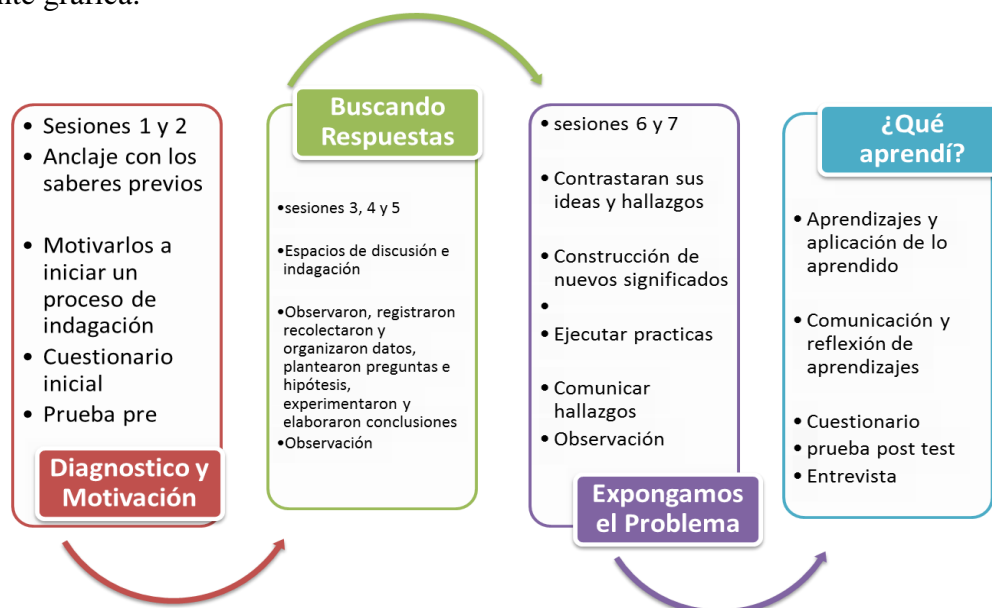 • Sesiones 1 y 2
• Anclaje con los
saberes previos
• Motivarlos a
iniciar un
proceso de
indagación
• Cuestionario
inicial
• Prueba pre
Diagnostico y
Motivación
Buscando
Respuestas
•sesiones 3, 4 y 5
•Espacios de discusión e
indagación
•Observaron, registraron
recolectaron y
organizaron datos,
plantearon preguntas e
hipótesis,
experimentaron y
elaboraron conclusiones
•Observación
• sesiones 6 y 7
• Contrastaran sus
ideas y hallazgos
• Construcción de
nuevos significados
•
• Ejecutar practicas
• Comunicar
hallazgos
• Observación
Expongamos
el Problema
¿Qué
aprendí?
• Aprendizajes y
aplicación de lo
aprendido
• Comunicación y
reflexión de
aprendizajes
• Cuestionario
• prueba post test
• Entrevista